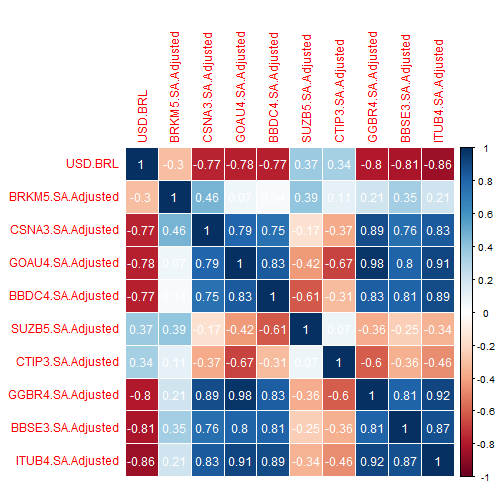 USD.BRL BRKM5.SA.Adjusted CSNA3.SA.Adjusted GOAU4.SA.Adjusted BBDC4.SA.Adjusted SUZB5.SA.Adjusted CTIP3.SA.Adjusted GGBR4.SA.Adjusted BBSE3.SA.Adjusted ITUB4.SA.Adjusted
USD.BRL 1 -0.3 -0.77 -0.78 -0.77 0.37 0.34 -0.8 -0.81 -0.86
BRKM5.SA.Adjusted -0.3 1 0.46 0.07 0.39 0.11 0.21 0.35 0.21
CSNA3.SA.Adjusted -0.77 0.46 1 0.79 0.75 -0.17 -0.37 0.89 0.76 0.83
GOAU4.SA.Adjusted -0.78 0.07 0.79 1 0.83 -0.42 -0.67 0.98 0.8 0.91
BBDC4.SA.Adjusted -0.77 0.75 0.83 1 -0.61 -0.31 0.83 0.81 0.89
SUZB5.SA.Adjusted 0.37 0.39 -0.17 -0.42 -0.61 1 0.07 -0.36 -0.25 -0.34
CTIP3.SA.Adjusted 0.34 0.11 -0.37 -0.67 -0.31 0.07 1 -0.6 -0.36 -0.46
GGBR4.SA.Adjusted -0.8 0.21 0.89 0.98 0.83 -0.36 -0.6 1 0.81 0.92
BBSE3.SA.Adjusted -0.81 0.35 0.76 0.8 0.81 -0.25 -0.36 0.81 1 0.87
ITUB4.SA.Adjusted -0.86 0.21 0.83 0.91 0.89 -0.34 -0.46 0.92 0.87 1
1
0.8
0.6
0.4
0.2
0
-0.2
-0.4
-0.6
-0.8
-1